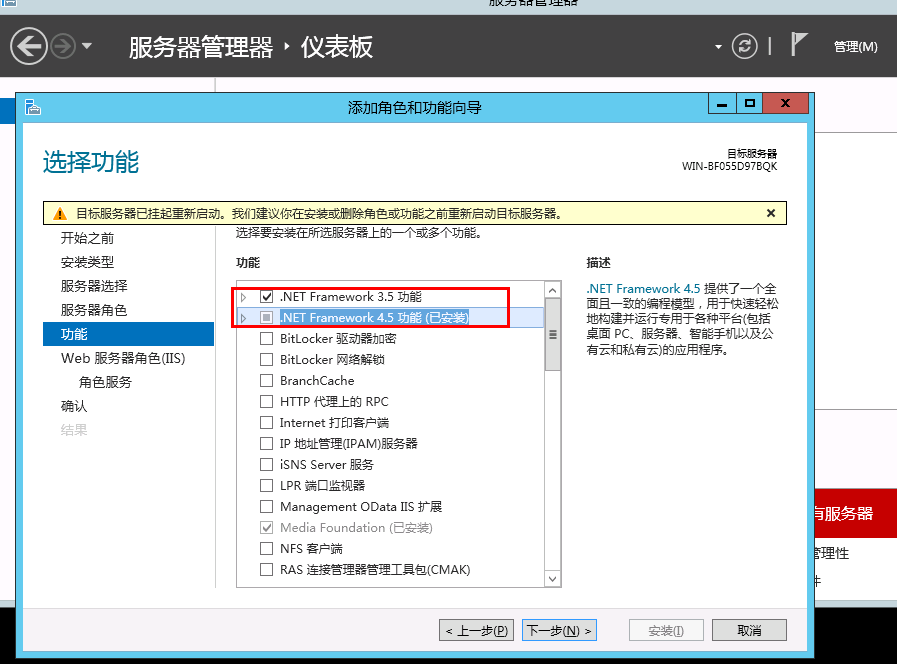 服务器管理器
服务器管理器 · 仪表板
管理(M)
添加角色和功能向导
选择功能
目标服务器
WIN-BF055D97BQK
目标服务器已挂起重新启动。我们建议你在安装或删除角色或功能之前重新启动目标服务器。
开始之前
安装类型
服务器选择
服务器角色
功能
Web 服务器角色(IIS)
角色服务
确认
结果
选择要安装在所选服务器上的一个或多个功能。
功能
.NET Framework 3.5 功能
.NET Framework 4.5 功能 (已安装)
BitLocker 驱动器加密
BitLocker 网络解锁
BranchCache
HTTP 代理上的 RPC
Internet 打印客户端
IP 地址管理(IPAM)服务器
iSNS Server 服务
LPR 端口监视器
Management OData IIS 扩展
Media Foundation (已安装)
NFS 客户端
RAS 连接管理器管理工具包(CMAK)
描述
.NET Framework 4.5 提供了一个全
面且一致的编程模型，用于快速轻松
地构建并运行专用于各种平台(包括
桌面 PC、服务器、智能手机以及公
有云和私有云)的应用程序。
有服务器
管理性
件
< 上一步(P)
下一步(N) >
安装(I)
取消